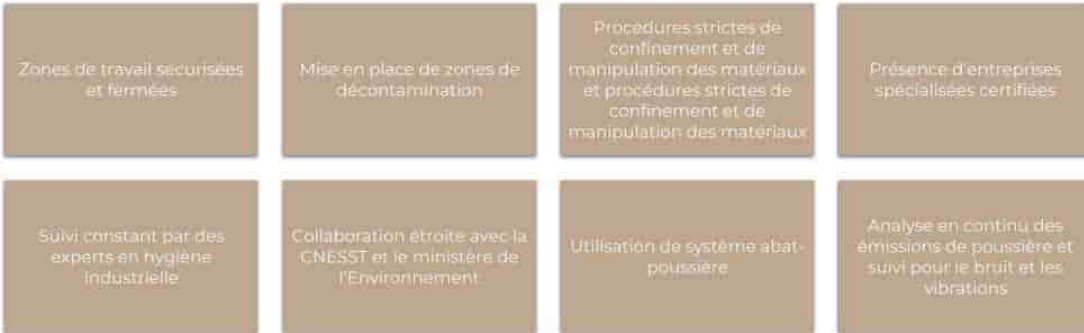 Zones de travail sécurisées
et fermées
Mise en place de zones de
décontamination
Procédures strictes de
confinement et de
manipulation des matériaux
et procédures strictes de
confinement et de
manipulation des matériaux
Présence d'entreprises
spécialisées certifiées
Suivi constant par des
experts en hygiène
industrielle
Collaboration étroite avec la
CNESST et le ministère de
l'Environnement
Utilisation de système abat-
poussière
Analyse en continu des
émissions de poussière et
suivi pour le bruit et les
vibrations